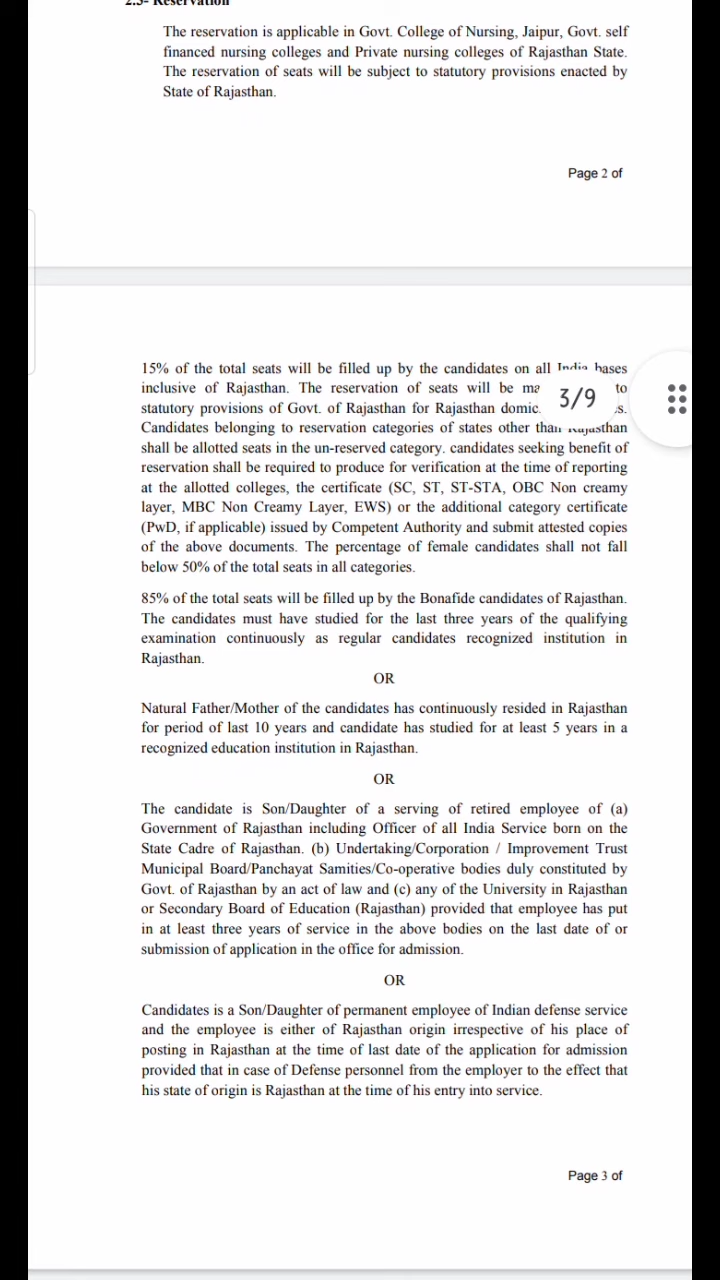 2.3- Reservation
The reservation is applicable in Govt. College of Nursing, Jaipur, Govt. self
financed nursing colleges and Private nursing colleges of Rajasthan State.
The reservation of seats will be subject to statutory provisions enacted by
State of Rajasthan.
Page 2 of
15% of the total seats will be filled up by the candidates on all India bases
inclusive of Rajasthan. The reservation of seats will be to
statutory provisions of Govt. of Rajasthan for Rajasthan
3/9
Candidates belonging to reservation categories of states other than Rajasthan
shall be allotted seats in the un-reserved category. candidates seeking benefit of
reservation shall be required to produce for verification at the time of reporting
at the allotted colleges, the certificate (SC, ST, ST-STA, OBC Non creamy
layer, MBC Non Creamy Layer, EWS) or the additional category certificate
(PwD, if applicable) issued by Competent Authority and submit attested copies
of the above documents. The percentage of female candidates shall not fall
below 50% of the total seats in all categories.
85% of the total seats will be filled up by the Bonafide candidates of Rajasthan.
The candidates must have studied for the last three years of the qualifying
examination continuously as regular candidates recognized institution in
Rajasthan.
OR
Natural Father/Mother of the candidates has continuously resided in Rajasthan
for period of last 10 years and candidate has studied for at least 5 years in a
recognized education institution in Rajasthan.
OR
The candidate is Son/Daughter of a serving of retired employee of (a)
Government of Rajasthan including Officer of all India Service born on the
State Cadre of Rajasthan. (b) Undertaking/Corporation / Improvement Trust
Municipal Board/Panchayat Samities/Co-operative bodies duly constituted by
Govt. of Rajasthan by an act of law and (c) any of the University in Rajasthan
or Secondary Board of Education (Rajasthan) provided that employee has put
in at least three years of service in the above bodies on the last date of or
submission of application in the office for admission.
OR
Candidates is a Son/Daughter of permanent employee of Indian defense service
and the employee is either of Rajasthan origin irrespective of his place of
posting in Rajasthan at the time of last date of the application for admission
provided that in case of Defense personnel from the employer to the effect that
his state of origin is Rajasthan at the time of his entry into service.
Page 3 of